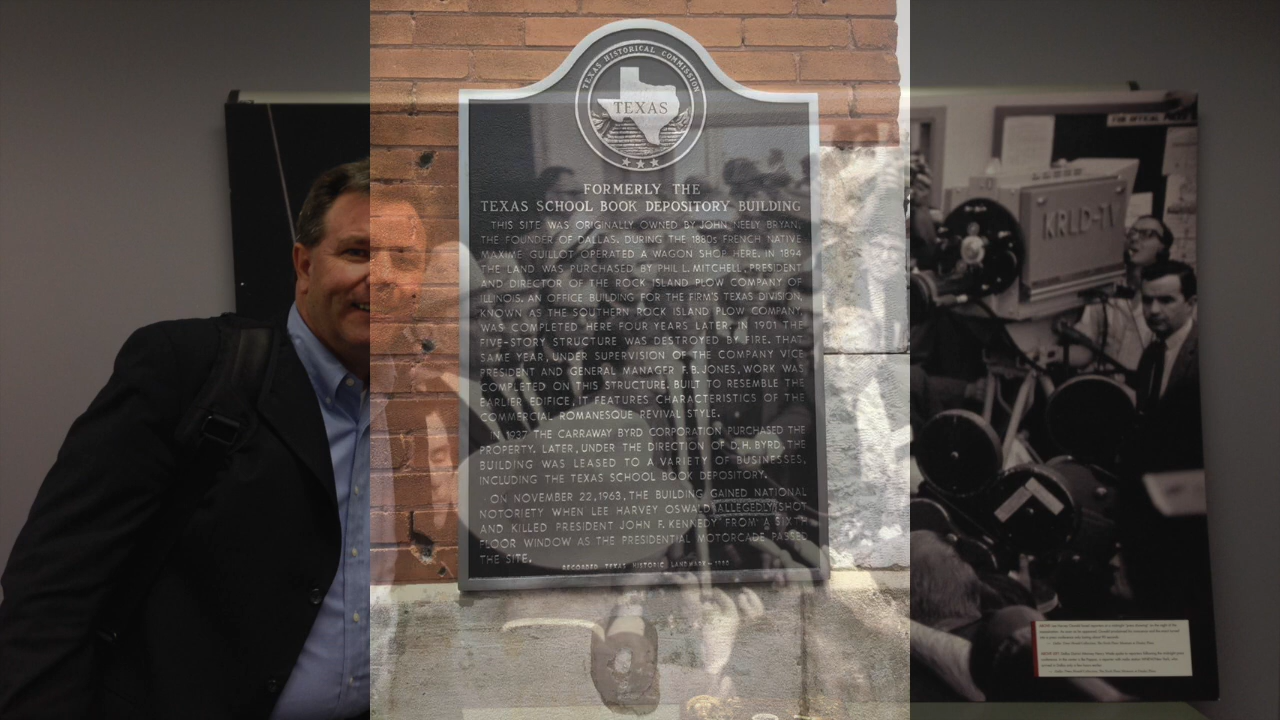 TEXAS HISTORICAL COMMISSION
TEXAS
FORMERLY THE
TEXAS SCHOOL BOOK DEPOSITORY BUILDING
THIS SITE WAS ORIGINALLY OWNED BY JOHN NEELY BRYAN,
THE FOUNDER OF DALLAS. DURING THE 1880s FRENCH NATIVE
MAXIME GUILLOT OPERATED A WAGON SHOP HERE. IN 1894
THE LAND WAS PURCHASED BY PHIL L. MITCHELL, PRESIDENT
AND DIRECTOR OF THE ROCK ISLAND PLOW COMPANY OF
ILLINOIS. AN OFFICE BUILDING FOR THE FIRM'S TEXAS DIVISION,
KNOWN AS THE SOUTHERN ROCK ISLAND PLOW COMPANY
WAS COMPLETED HERE FOUR YEARS LATER. IN 1901 THE
FIVE-STORY STRUCTURE WAS DESTROYED BY FIRE. THAT
SAME YEAR, UNDER SUPERVISION OF THE COMPANY VICE
PRESIDENT AND GENERAL MANAGER F.B. JONES, WORK WAS
COMPLETED ON THIS STRUCTURE. BUILT TO RESEMBLE THE
EARLIER EDIFICE, IT FEATURES CHARACTERISTICS OF THE
COMMERCIAL ROMANESQUE REVIVAL STYLE.
IN 1937 THE CARRAWAY BYRD CORPORATION PURCHASED THE
PROPERTY. LATER, UNDER THE DIRECTION OF D.H. BYRD, THE
BUILDING WAS LEASED TO A VARIETY OF BUSINESSES,
INCLUDING THE TEXAS SCHOOL BOOK DEPOSITORY.
ON NOVEMBER 22, 1963, THE BUILDING GAINED NATIONAL
NOTORIETY WHEN LEE HARVEY OSWALD ALLEGEDLY SHOT
AND KILLED PRESIDENT JOHN F. KENNEDY FROM A SIXTH
FLOOR WINDOW AS THE PRESIDENTIAL MOTORCADE PASSED
THE SITE.
RECORDED TEXAS HISTORIC LANDMARK - 1980
KRLD-TV
FOR OFFICIAL